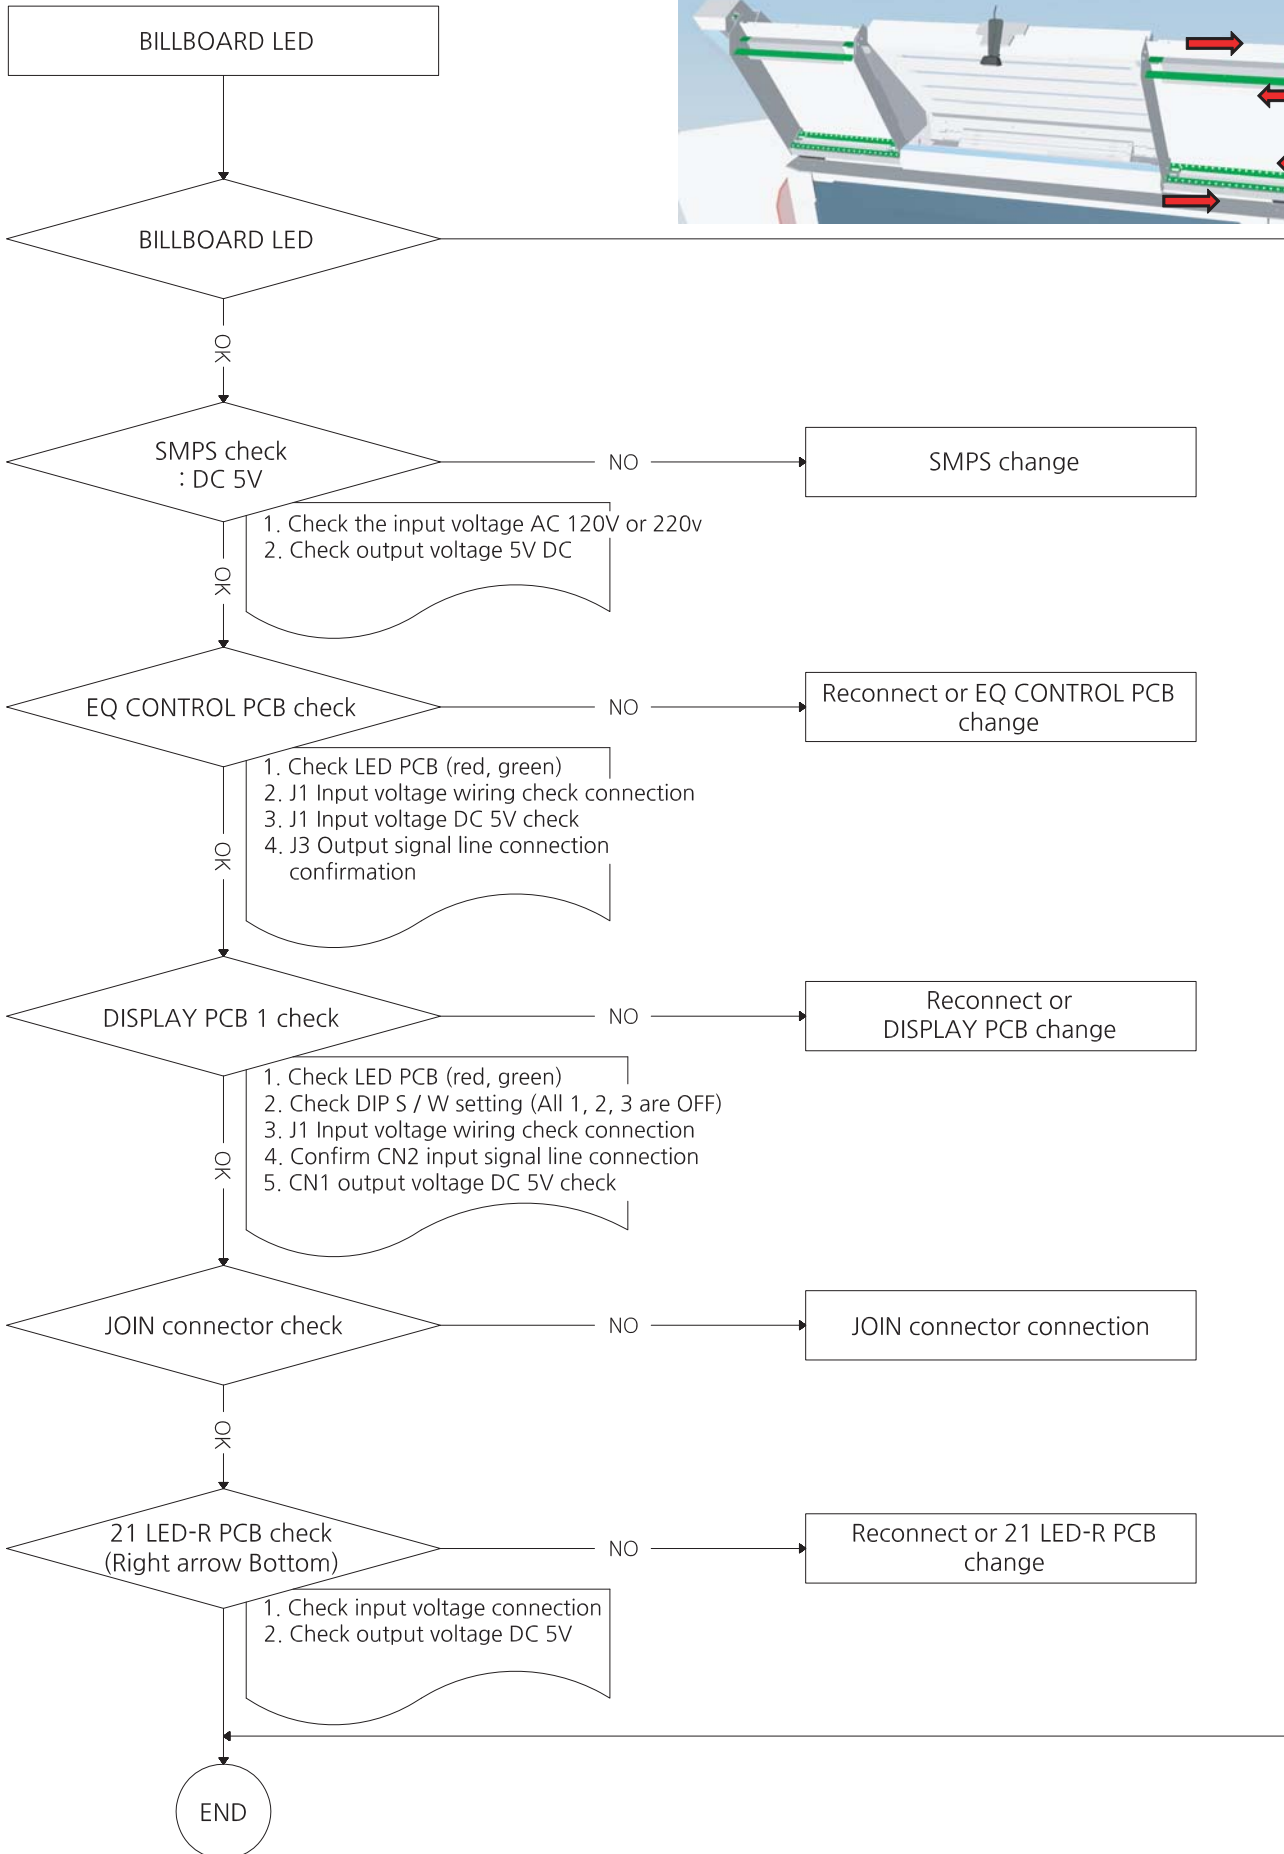 BILLBOARD LED
BILLBOARD LED
OK
SMPS check
: DC 5V
NO
SMPS change
1. Check the input voltage AC 120V or 220v
2. Check output voltage 5V DC
OK
EQ CONTROL PCB check
NO
Reconnect or EQ CONTROL PCB
change
1. Check LED PCB (red, green)
2. J1 Input voltage wiring check connection
3. J1 Input voltage DC 5V check
4. J3 Output signal line connection
confirmation
OK
DISPLAY PCB 1 check
NO
Reconnect or
DISPLAY PCB change
1. Check LED PCB (red, green)
2. Check DIP S / W setting (All 1, 2, 3 are OFF)
3. J1 Input voltage wiring check connection
4. Confirm CN2 input signal line connection
5. CN1 output voltage DC 5V check
OK
JOIN connector check
NO
JOIN connector connection
OK
21 LED-R PCB check
(Right arrow Bottom)
NO
Reconnect or 21 LED-R PCB
change
1. Check input voltage connection
2. Check output voltage DC 5V
END